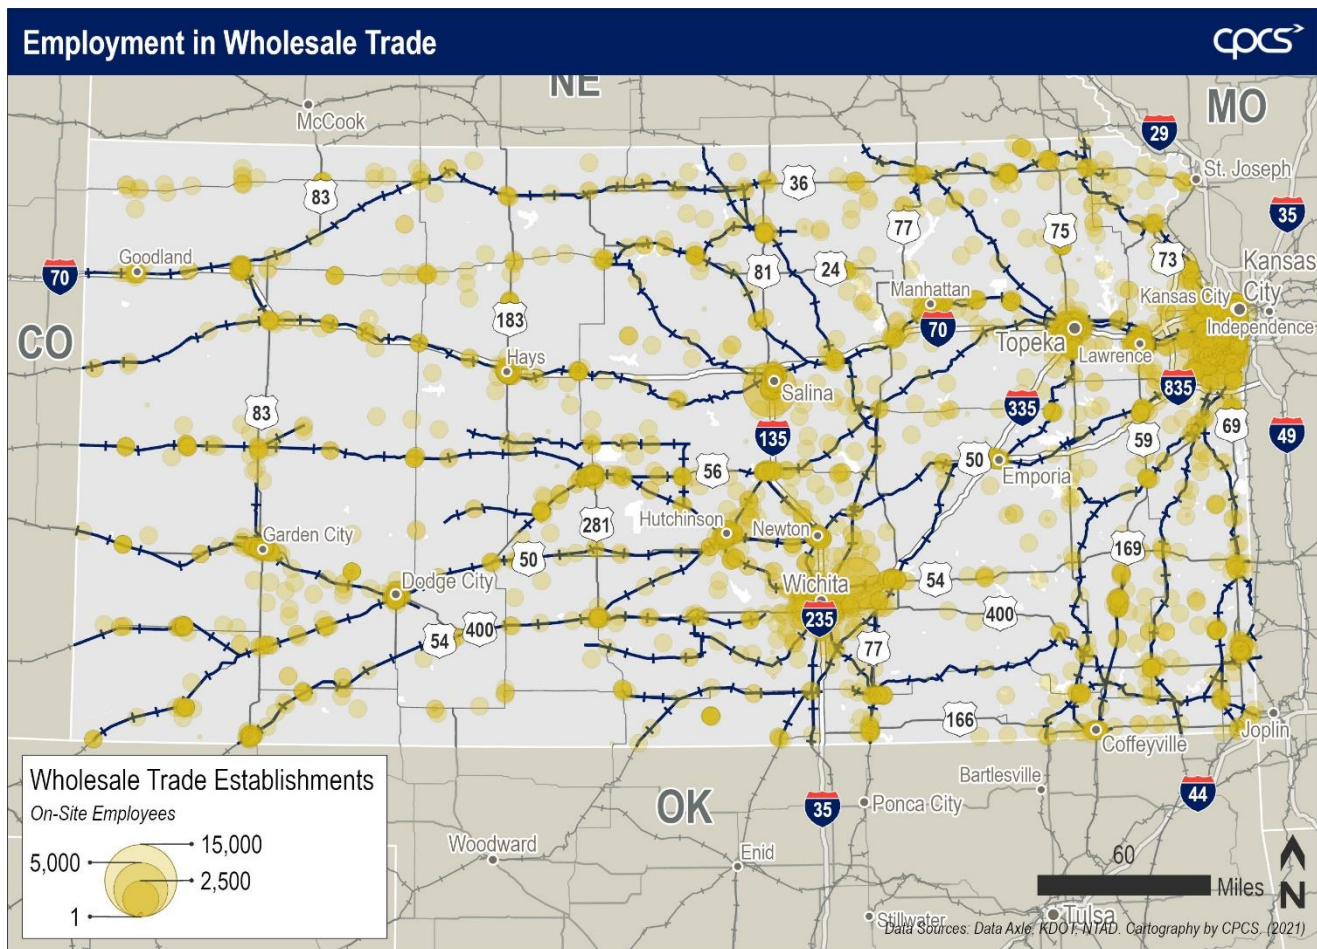 Employment in Wholesale Trade
cpcs
NE
MO
McCook
29
St. Joseph
83
36
77
75
35
73
Goodland
70
81
24
Kansas City
Manhattan
Kansas City
183
70
Independence
CO
Topeka
Lawrence
Hays
Salina
835
335
83
135
59
69
49
50
56
Emporia
281
Hutchinson
Newton
Garden City
50
169
Dodge City
Wichita
54
400
54
400
235
77
166
Coffeyville
Joplin
Bartlesville
44
OK
35
Ponca City
Woodward
Enid
60
Miles
N
Stillwater
Tulsa
Wholesale Trade Establishments
On-Site Employees
15,000
5,000
2,500
1
Data Sources: Data Axle, KDOT, NTAD. Cartography by CPCS. (2021)